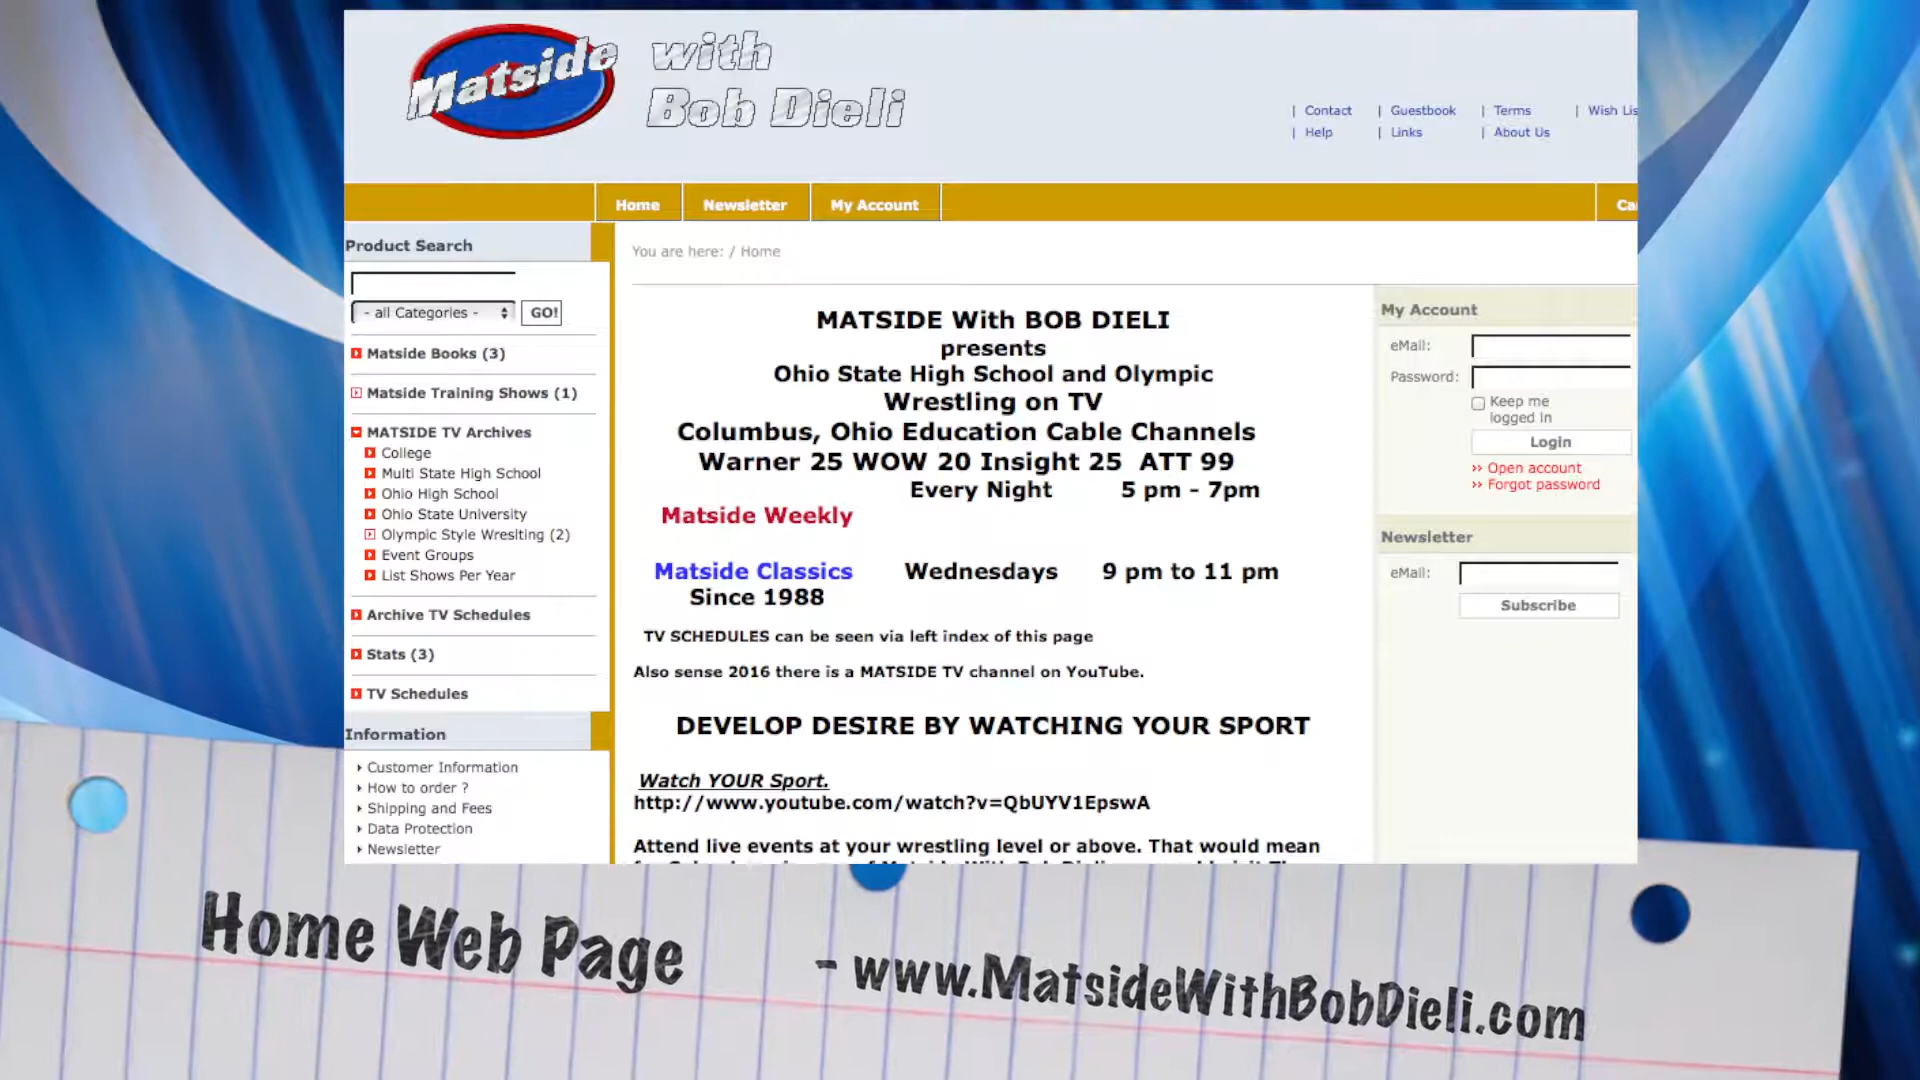 Matside with
Bob Dieli
| Contact | Guestbook | Terms | Wish Lis
| Help | Links | About Us
Home Newsletter My Account Ca
Product Search
- all Categories - GO!
Matside Books (3)
Matside Training Shows (1)
MATSIDE TV Archives
College
Multi State High School
Ohio High School
Ohio State University
Olympic Style Wreslting (2)
Event Groups
List Shows Per Year
Archive TV Schedules
Stats (3)
TV Schedules
Information
Customer Information
How to order ?
Shipping and Fees
Data Protection
Newsletter
You are here: / Home
MATSIDE With BOB DIELI
presents
Ohio State High School and Olympic
Wrestling on TV
Columbus, Ohio Education Cable Channels
Warner 25 WOW 20 Insight 25 ATT 99
Every Night 5 pm - 7pm
Matside Weekly
Matside Classics Wednesdays 9 pm to 11 pm
Since 1988
TV SCHEDULES can be seen via left index of this page
Also sense 2016 there is a MATSIDE TV channel on YouTube.
DEVELOP DESIRE BY WATCHING YOUR SPORT
Watch YOUR Sport.
http://www.youtube.com/watch?v=QbUYV1EpswA
Attend live events at your wrestling level or above. That would mean
My Account
eMail:
Password:
Keep me
logged in
Login
›› Open account
›› Forgot password
Newsletter
eMail:
Subscribe
Home Web Page - www.MatsideWithBobDieli.com